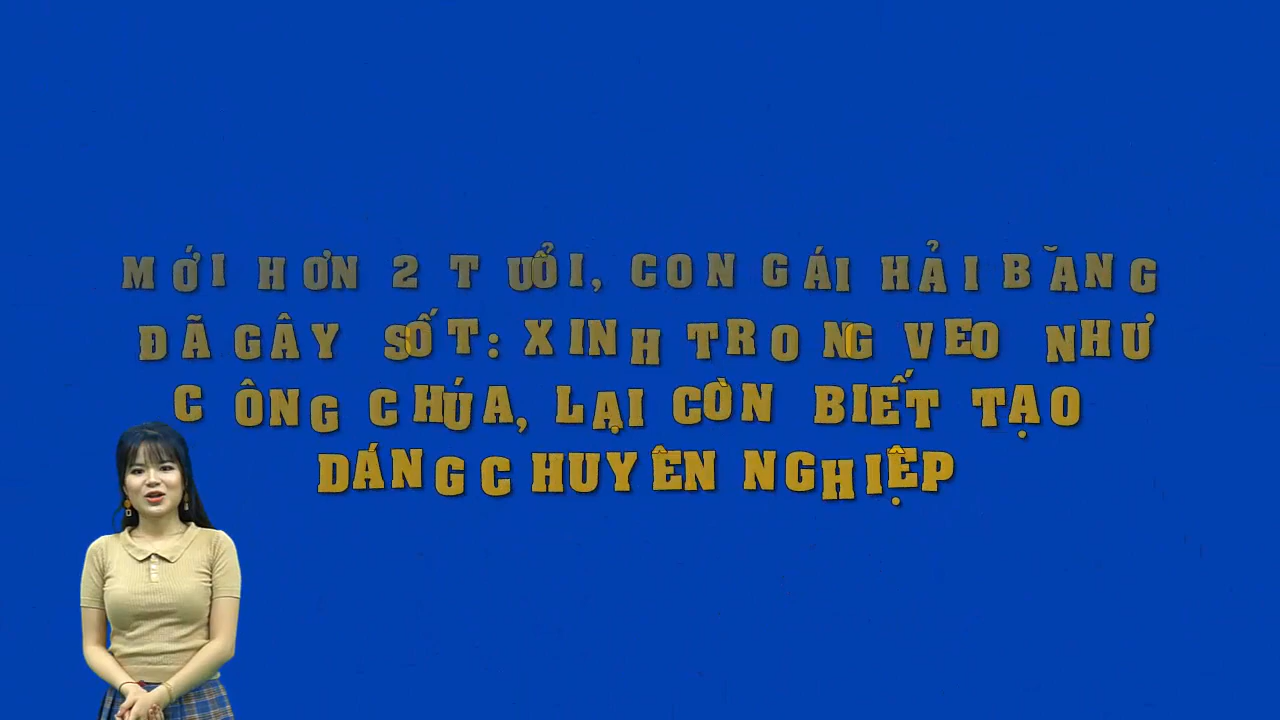 MỚI HƠN 2 TUỔI, CON GÁI HẢI BĂNG
ĐÃ GÂY SỐT: XINH TRONG VEO NHƯ
CÔNG CHÚA, LẠI CÒN BIẾT TẠO
DÁNG CHUYÊN NGHIỆP